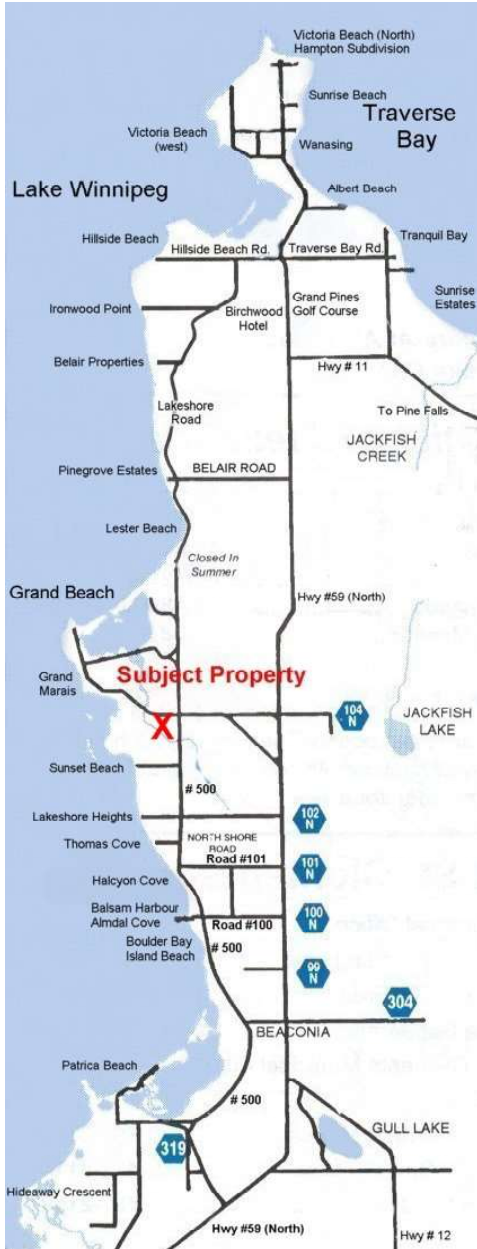 Victoria Beach (North)
Hampton Subdivision
Sunrise Beach
Traverse
Bay
Victoria Beach
(west)
Wanasing
Lake Winnipeg
Albert Beach
Hillside Beach
Hillside Beach Rd.
Traverse Bay Rd.
Tranquil Bay
Ironwood Point
Birchwood
Hotel
Grand Pines
Golf Course
Sunrise
Estates
Belair Properties
Hwy # 11
Lakeshore
Road
To Pine Falls
JACKFISH
CREEK
Pinegrove Estates
BELAIR ROAD
Lester Beach
Closed In
Summer
Grand Beach
Hwy #59 (North)
Grand
Marais
Subject Property
X
104
N
JACKFISH
LAKE
Sunset Beach
# 500
Lakeshore Heights
102
N
Thomas Cove
NORTH SHORE
ROAD
Road #101
101
N
Halcyon Cove
Balsam Harbour
Almdal Cove
Road #100
100
N
Boulder Bay
Island Beach
# 500
99
N
304
BEACONIA
Patrica Beach
# 500
GULL LAKE
319
Hideaway Crescent
Hwy #59 (North)
Hwy # 12